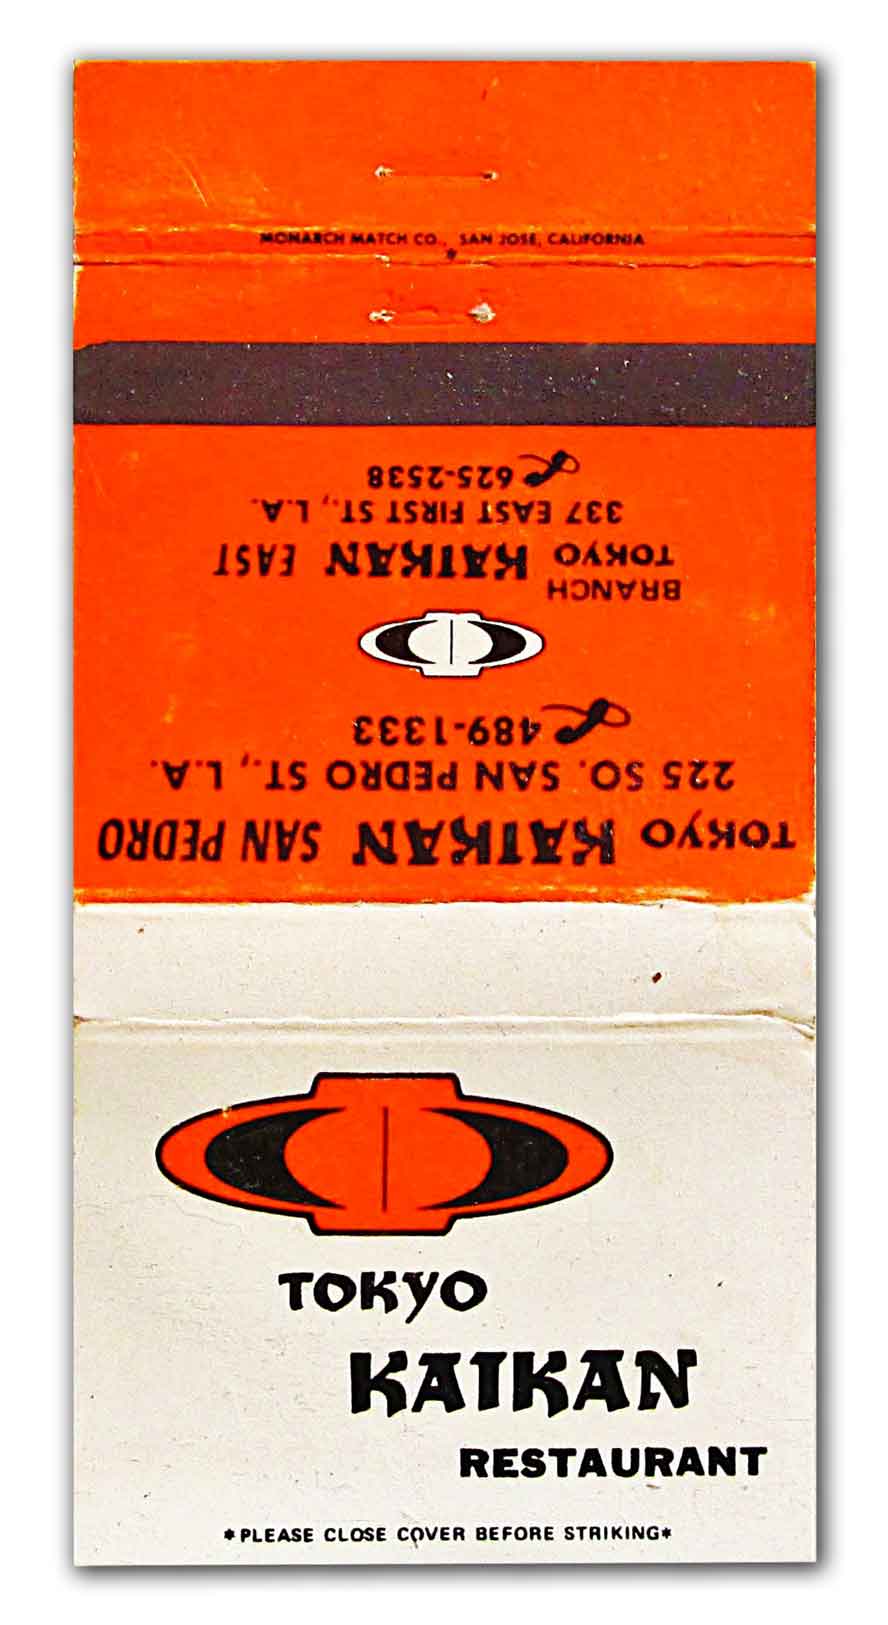 MONARCH MATCH CO., SAN JOSE, CALIFORNIA
*
TOKYO KAIKAN SAN PEDRO
225 SO. SAN PEDRO ST., L.A.
489-1333
BRANCH
TOKYO KAIKAN EAST
337 EAST FIRST ST., L.A.
625-2538
TOKYO
KAIKAN
RESTAURANT
*PLEASE CLOSE COVER BEFORE STRIKING*